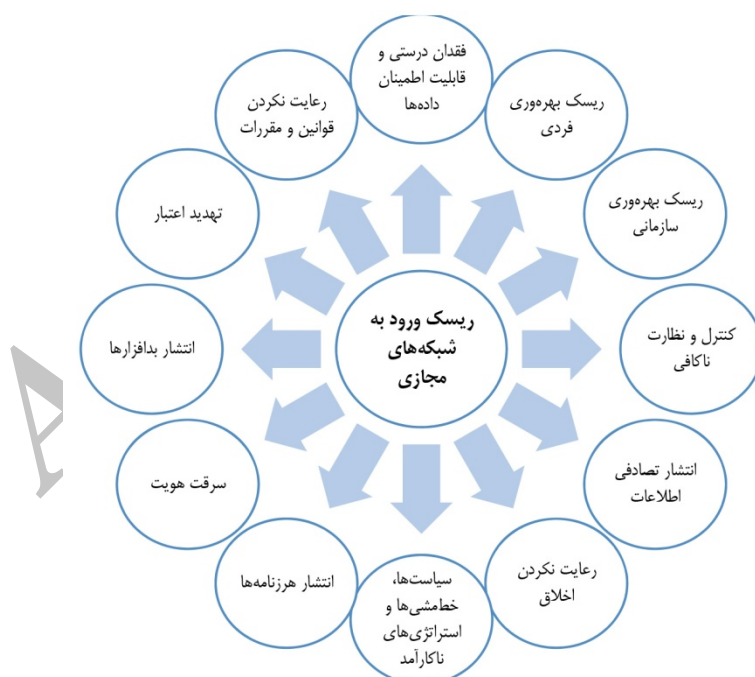 فقدان درستی و
قابلیت اطمینان
داده‌ها
ریسک بهره‌وری
فردی
ریسک بهره‌وری
سازمانی
کنترل و نظارت
ناکافی
انتشار تصادفی
اطلاعات
رعایت نکردن
اخلاق
سیاست‌ها،
خط‌مشی‌ها و
استراتژی‌های
ناکارآمد
انتشار هرزنامه‌ها
سرقت هویت
انتشار بدافزارها
تهدید اعتبار
رعایت نکردن
قوانین و مقررات
ریسک ورود به
شبکه‌های
مجازی
A